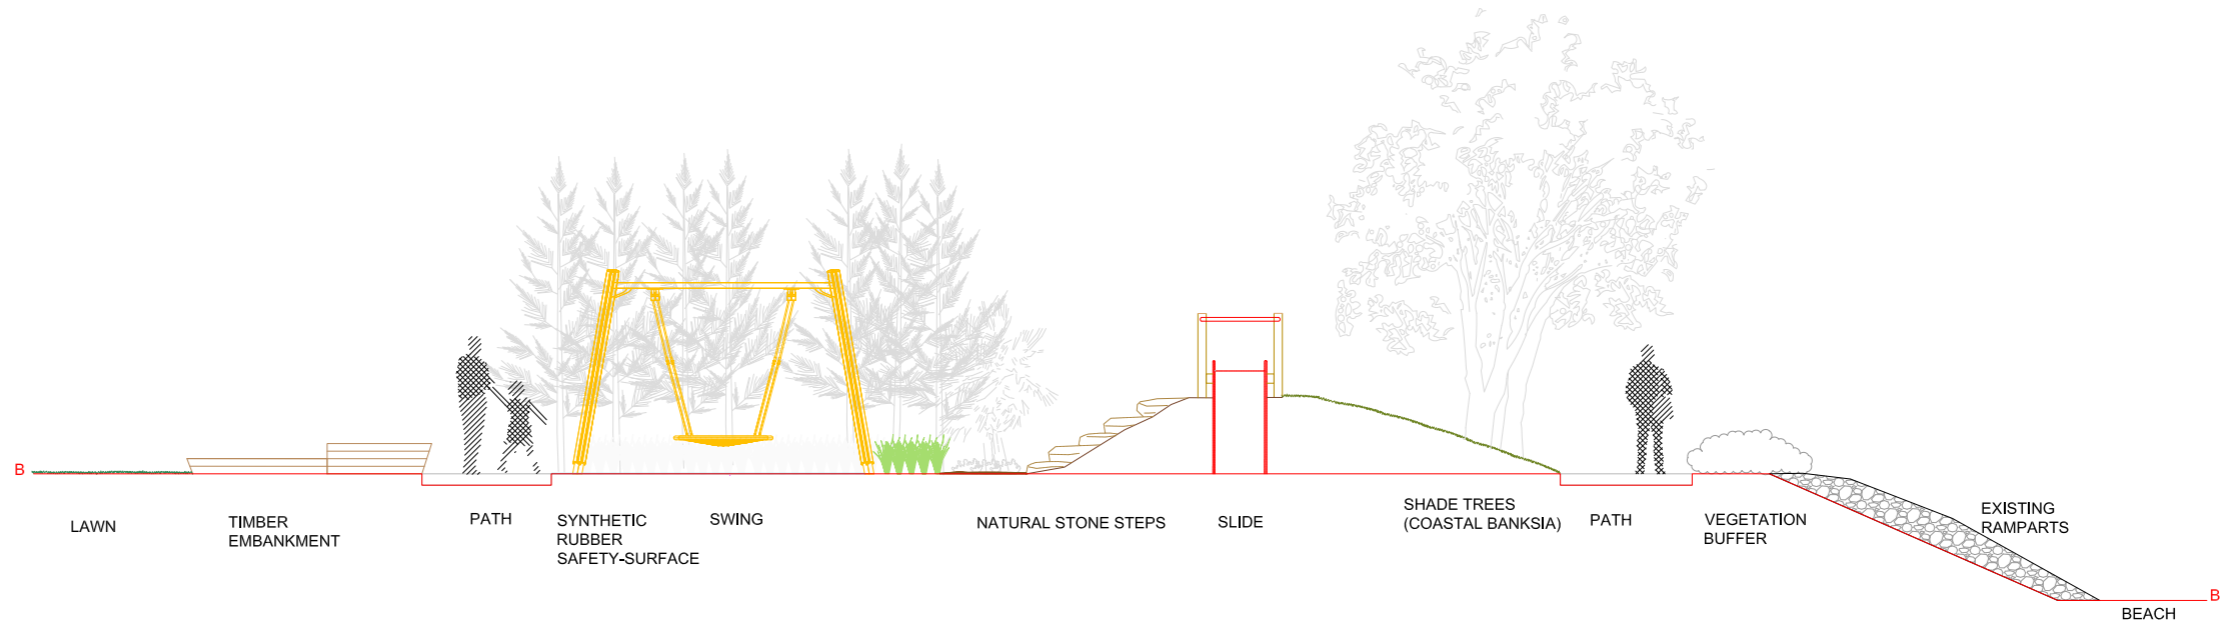 B
LAWN
TIMBER
EMBANKMENT
PATH
SYNTHETIC
RUBBER
SAFETY-SURFACE
SWING
NATURAL STONE STEPS
SLIDE
SHADE TREES
(COASTAL BANKSIA)
PATH
VEGETATION
BUFFER
EXISTING
RAMPARTS
B
BEACH